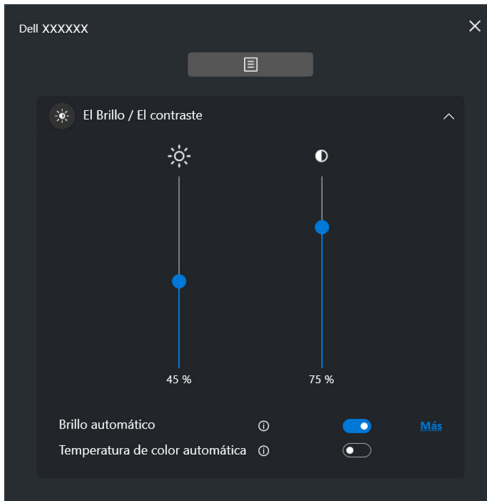 Dell XXXXXX
El Brillo / El contraste
45 % 75 %
Brillo automático Más
Temperatura de color automática